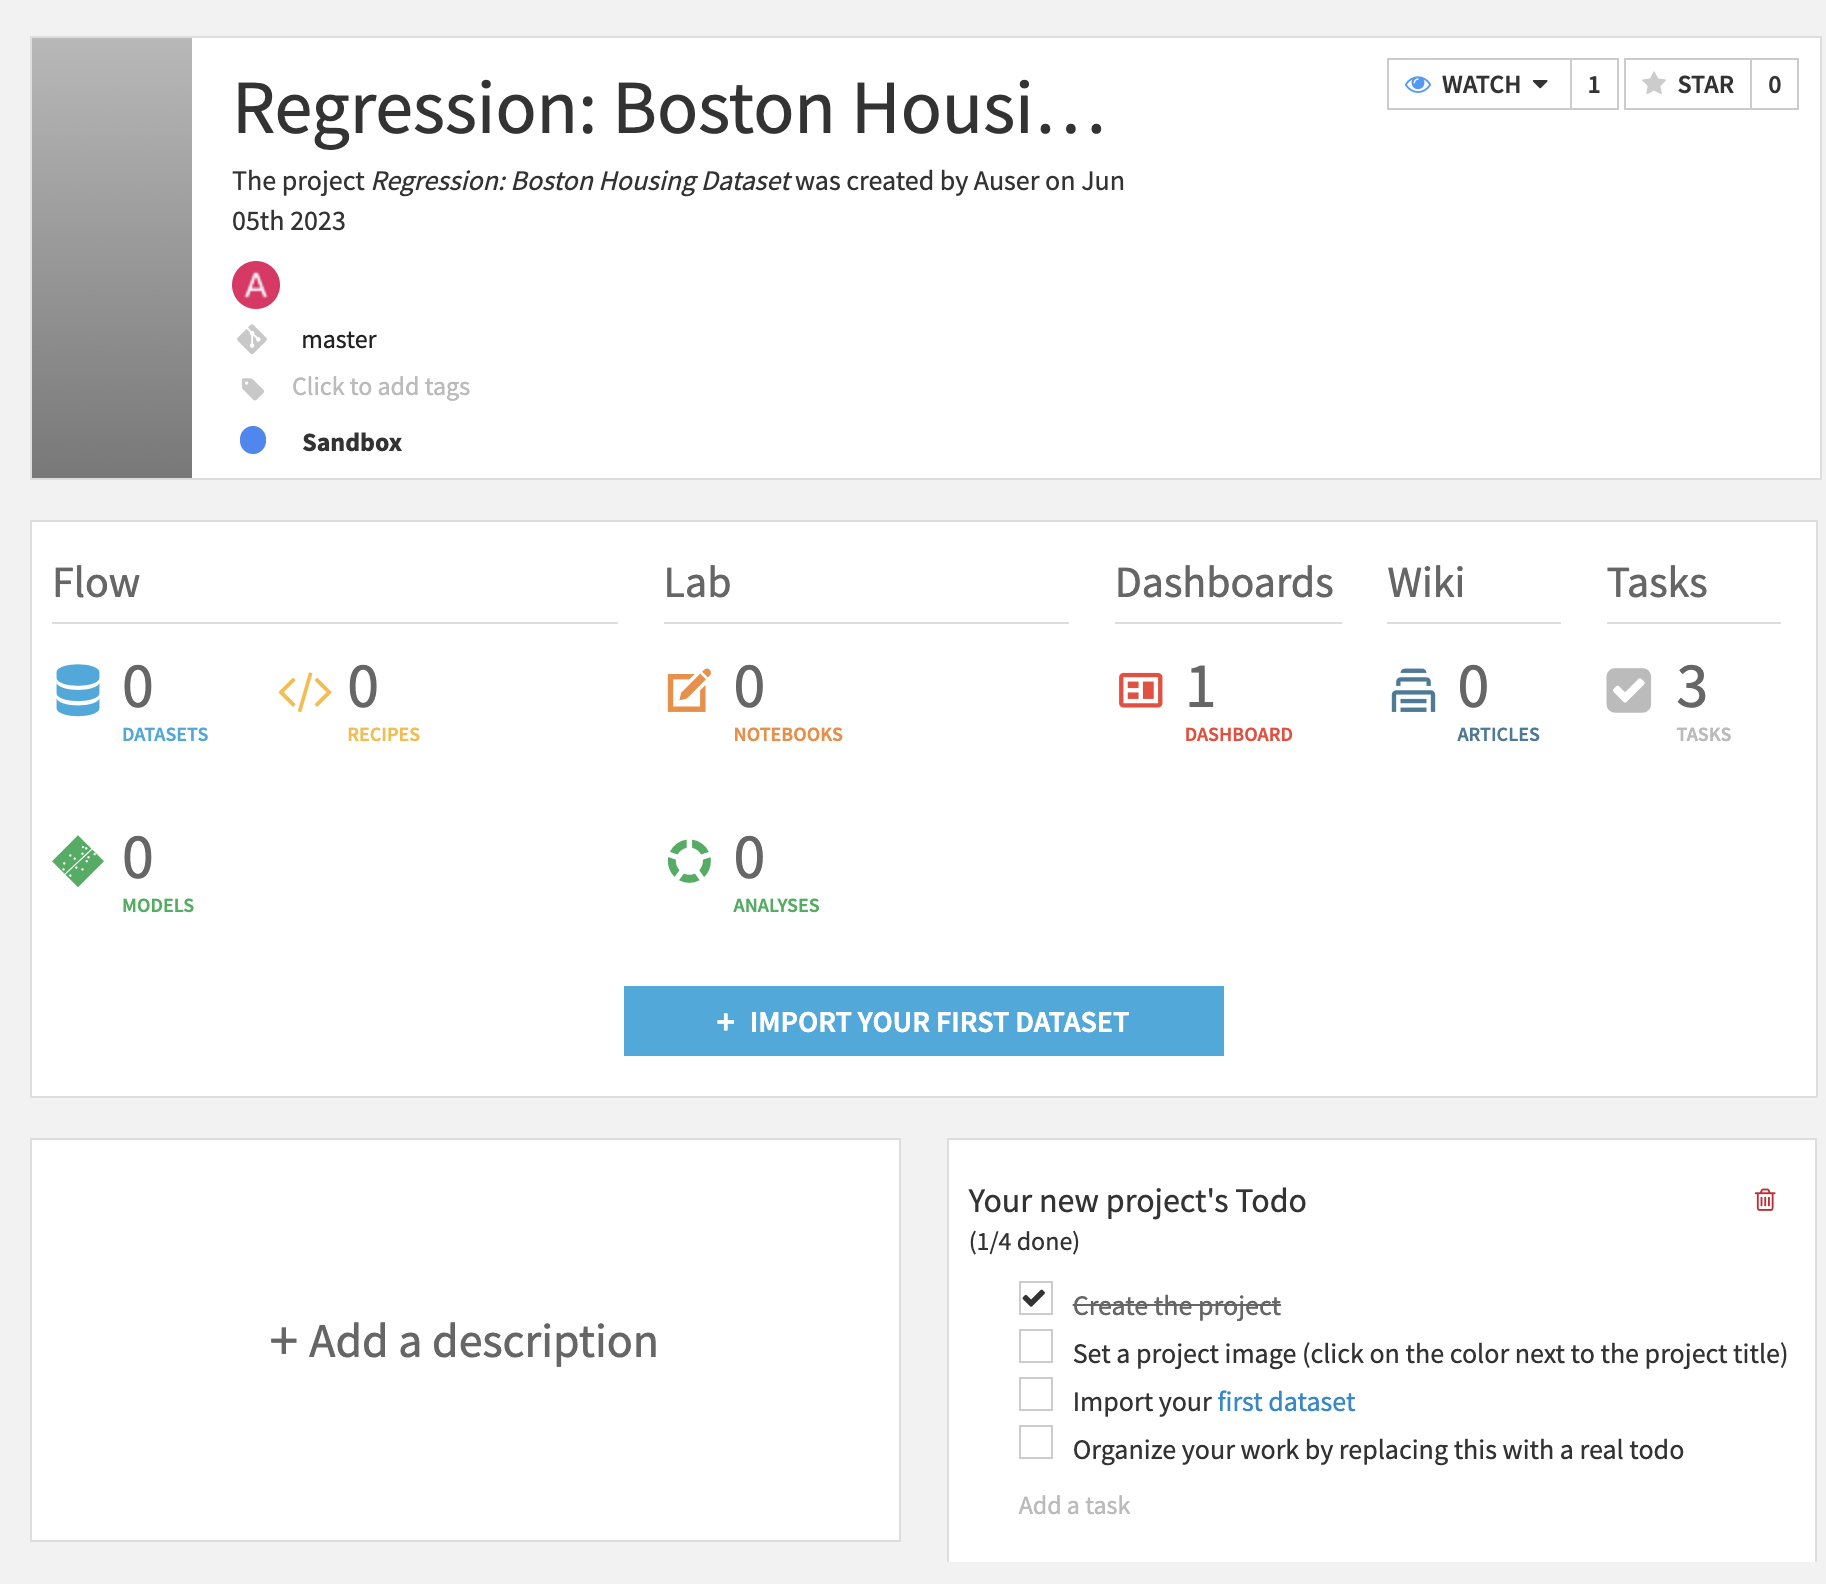 Regression: Boston Housi...
WATCH 1 STAR 0
The project Regression: Boston Housing Dataset was created by Auser on Jun
05th 2023
A
master
Click to add tags
Sandbox
Flow
Lab
Dashboards
Wiki
Tasks
0 DATASETS
0 RECIPES
0 NOTEBOOKS
1 DASHBOARD
0 ARTICLES
3 TASKS
0 MODELS
0 ANALYSES
+ IMPORT YOUR FIRST DATASET
+ Add a description
Your new project's Todo
(1/4 done)
Create the project
Set a project image (click on the color next to the project title)
Import your first dataset
Organize your work by replacing this with a real todo
Add a task